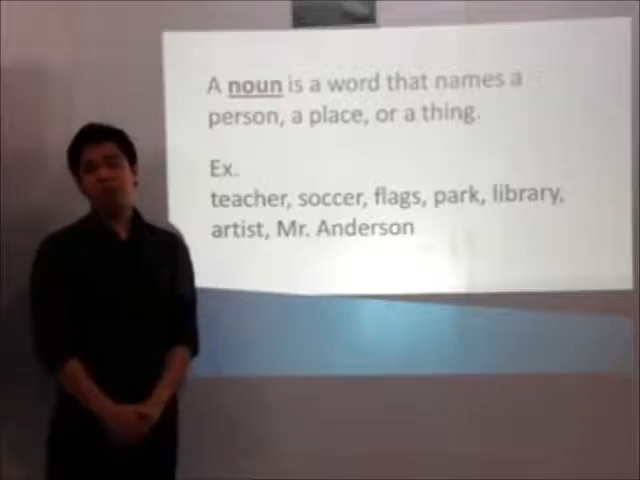 A noun is a word that names a
person, a place, or a thing.
Ex.
teacher, soccer, flags, park, library,
artist, Mr. Anderson